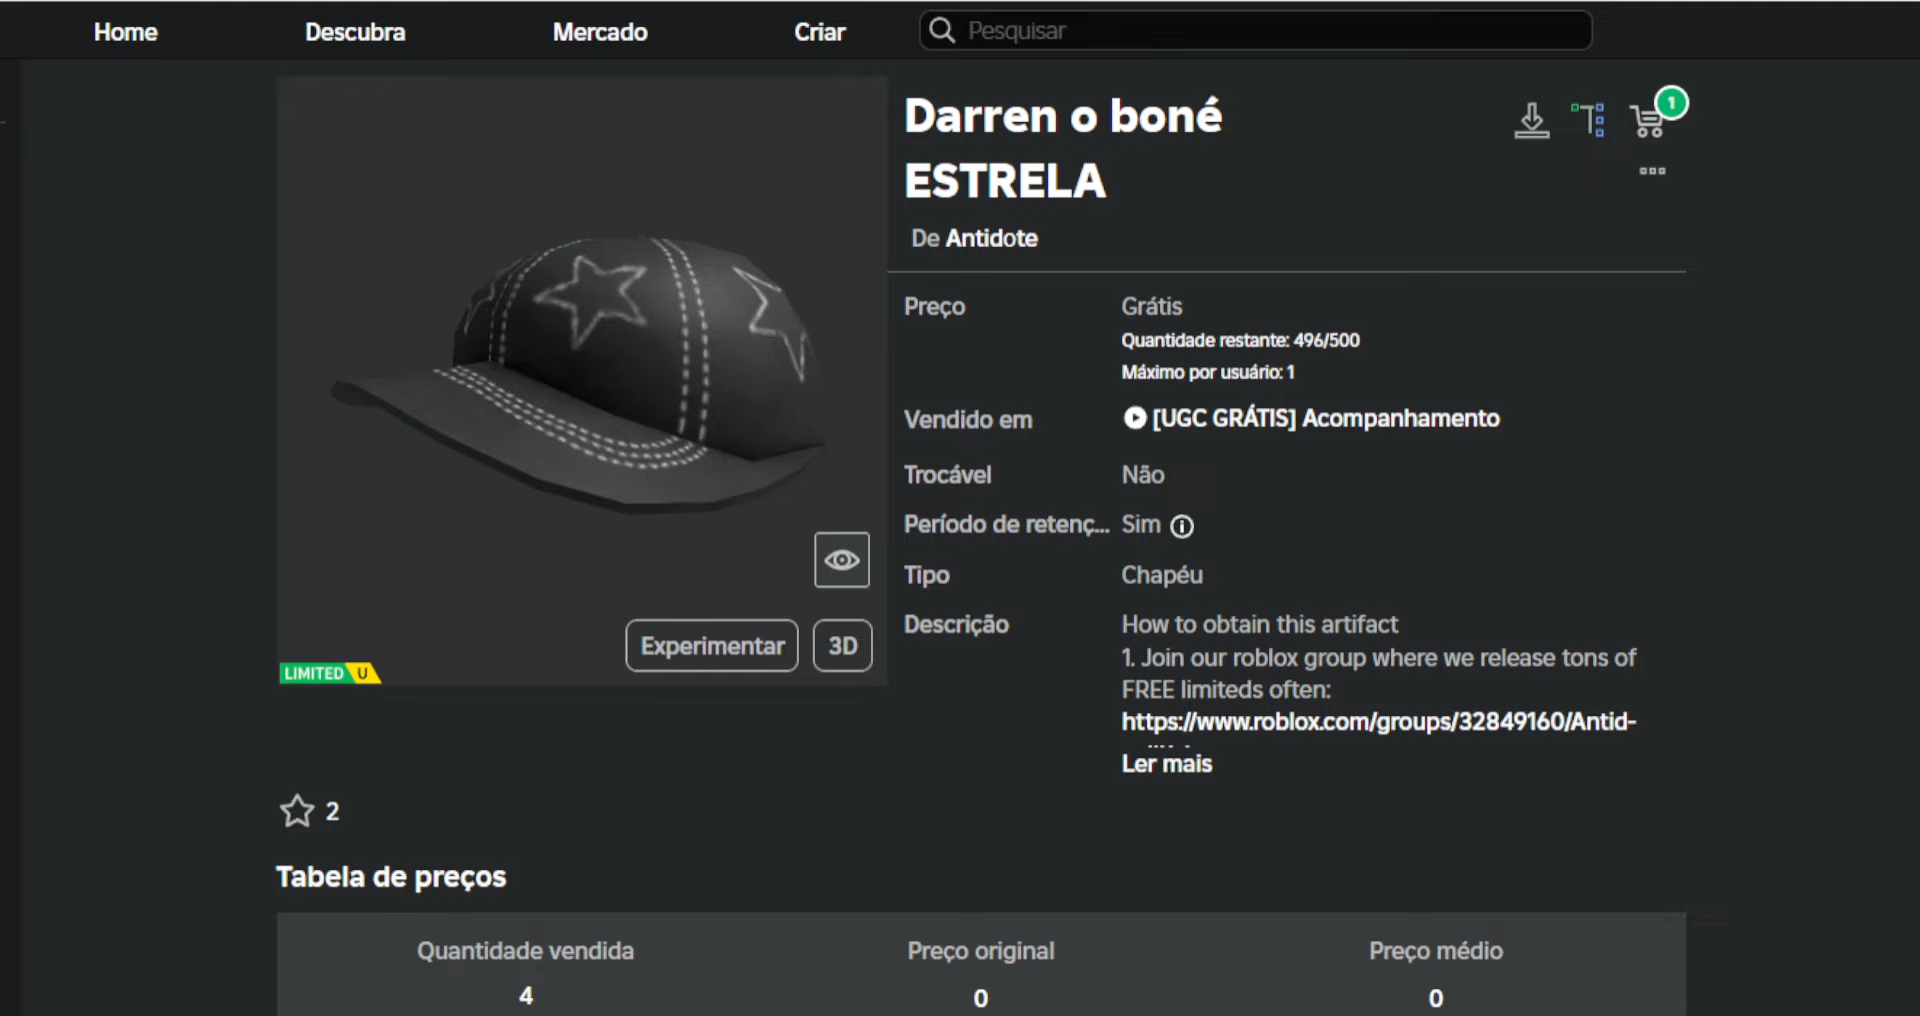 Home Descubra Mercado Criar Pesquisar
Darren o boné
ESTRELA
1
De Antidote
Preço Grátis
Quantidade restante: 496/500
Máximo por usuário: 1
Vendido em [UGC GRÁTIS] Acompanhamento
Trocável Não
Período de retenç... Sim
Tipo Chapéu
Descrição How to obtain this artifact
1. Join our roblox group where we release tons of
FREE limiteds often:
https://www.roblox.com/groups/32849160/Antid-
Ler mais
Experimentar 3D
LIMITED U
2
Tabela de preços
Quantidade vendida Preço original Preço médio
4 0 0